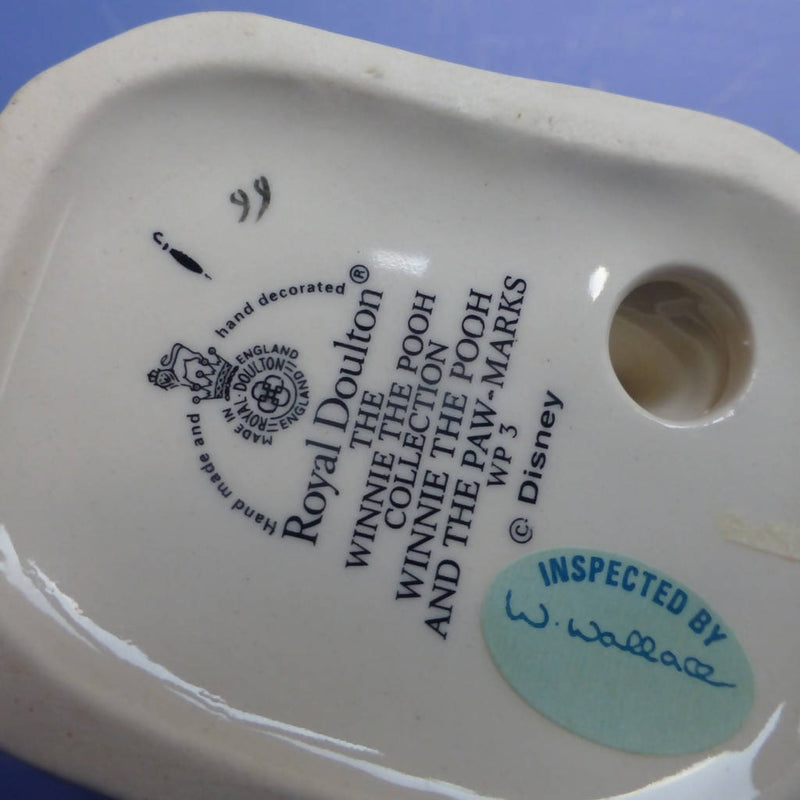 Hand made and hand decorated
MADE IN ENGLAND
ROYAL·DOULTON
ENGLAND
Royal Doulton®
THE
WINNIE THE POOH
COLLECTION
WINNIE THE POOH
AND THE PAW-MARKS
WP 3
© Disney
INSPECTED BY
W. Wallace